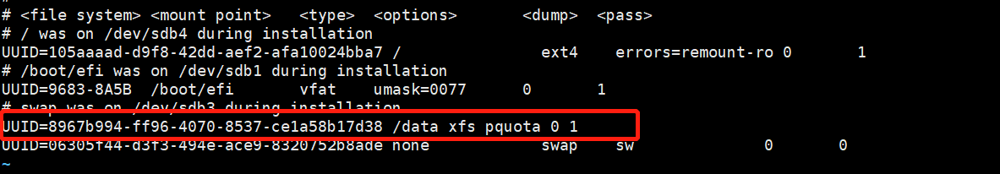 #
# <file system> <mount point> <type> <options> <dump> <pass>
# / was on /dev/sdb4 during installation
UUID=105aaaad-d9f8-42dd-aef2-afa10024bba7 / ext4 errors=remount-ro 0 1
# /boot/efi was on /dev/sdb1 during installation
UUID=9683-8A5B /boot/efi vfat umask=0077 0 1
# swap was on /dev/sdb3 during installation
UUID=8967b994-ff96-4070-8537-ce1a58b17d38 /data xfs pquota 0 1
UUID=06305f44-d3f3-494e-ace9-8320752b8ade none swap sw 0 0
~